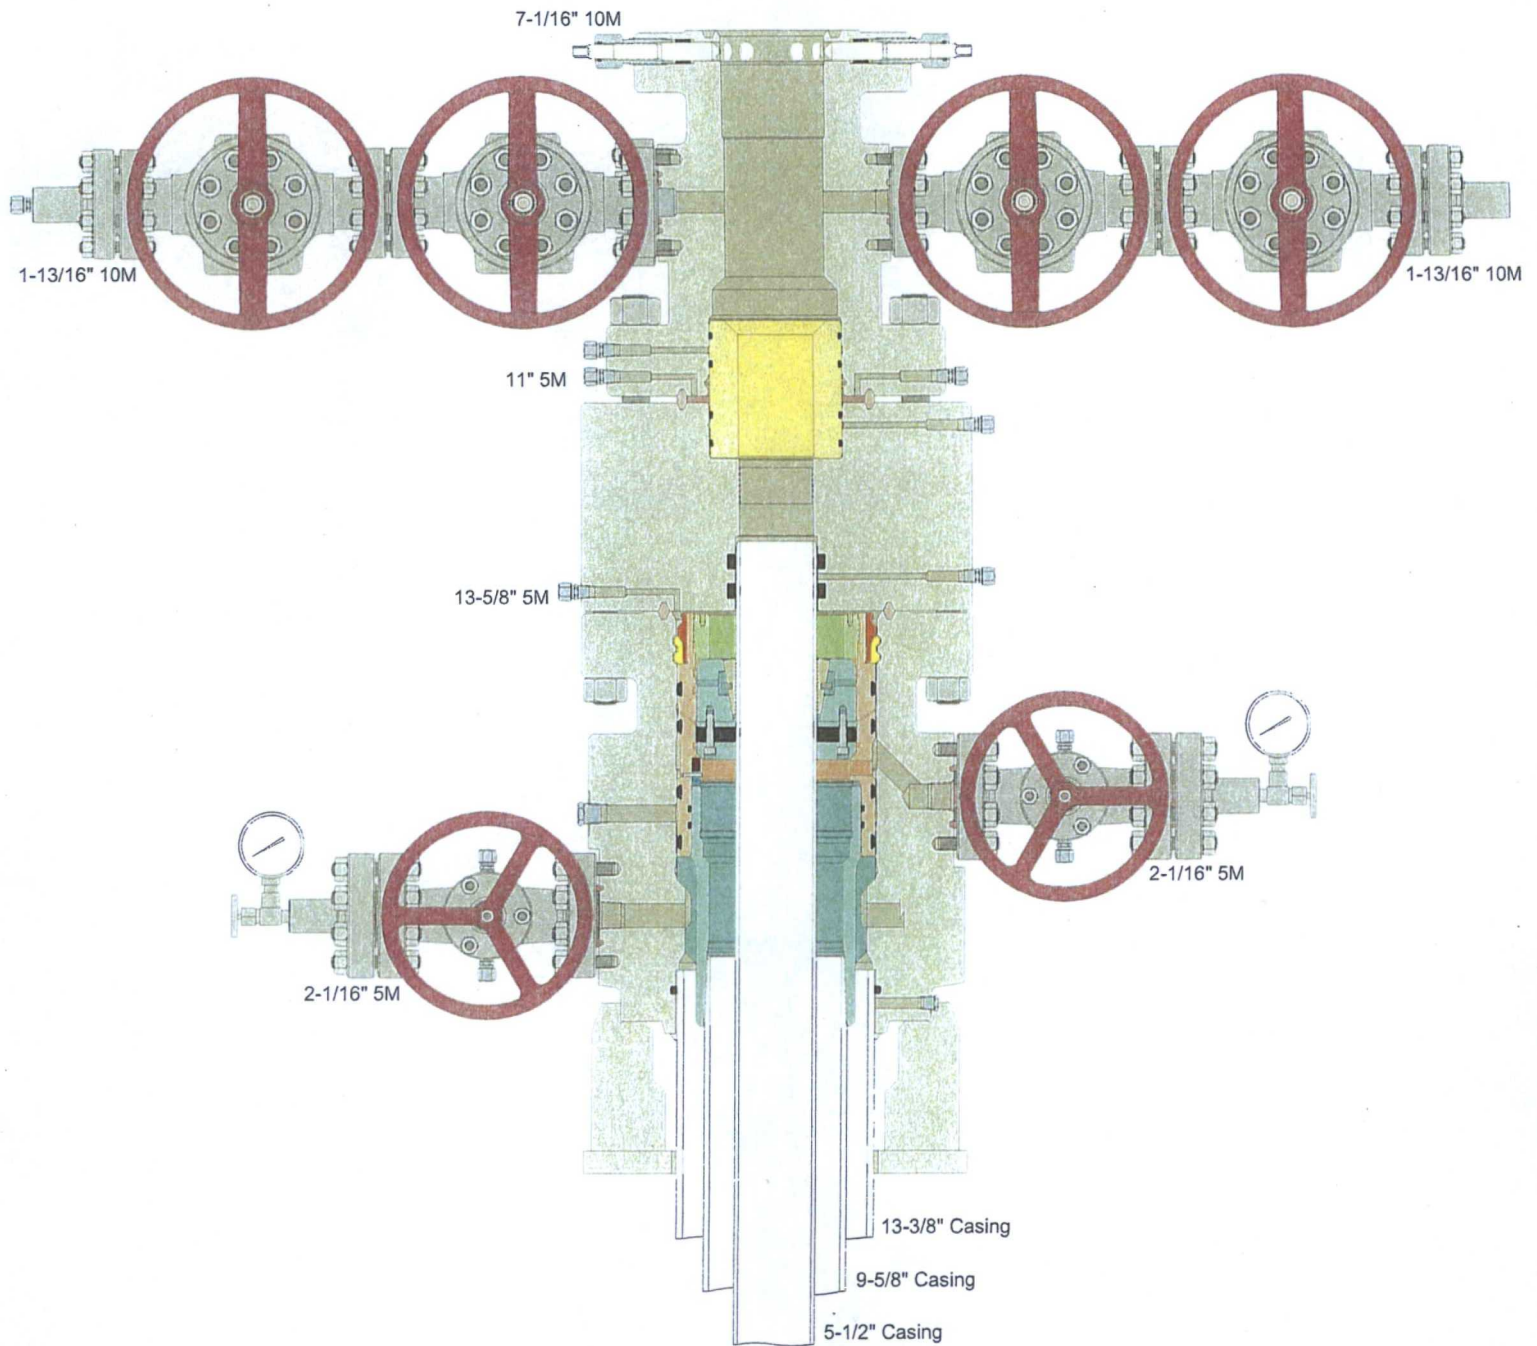 7-1/16" 10M
1-13/16" 10M
1-13/16" 10M
11" 5M
13-5/8" 5M
2-1/16" 5M
2-1/16" 5M
13-3/8" Casing
9-5/8" Casing
5-1/2" Casing